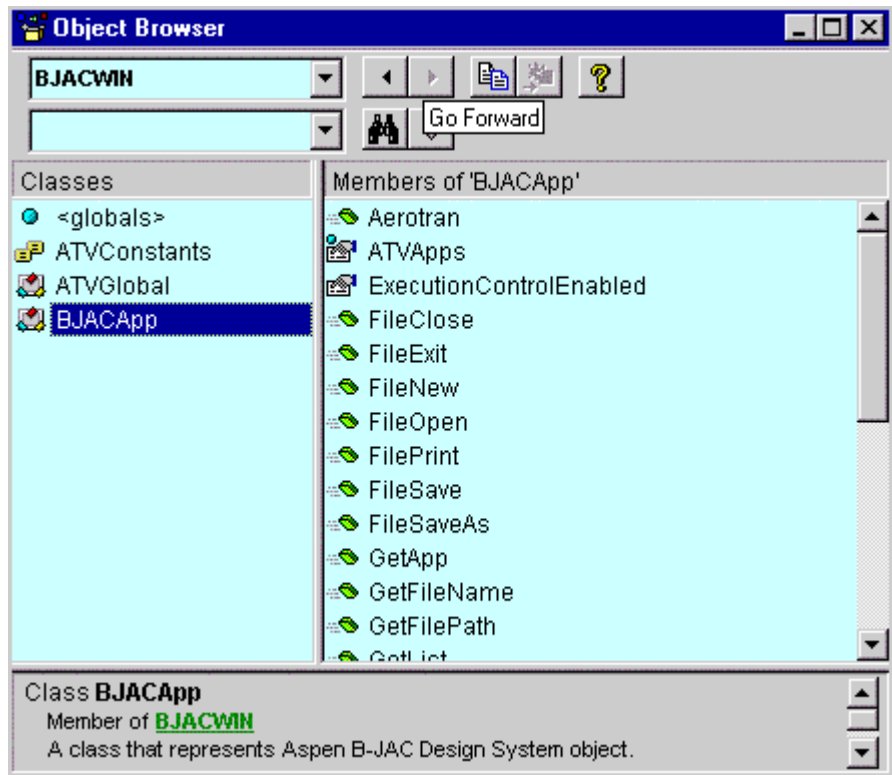 Object Browser
BJACWIN
Go Forward
Classes
<globals>
ATVConstants
ATVGlobal
BJACApp
Members of 'BJACApp'
Aerotran
ATVApps
ExecutionControlEnabled
FileClose
FileExit
FileNew
FileOpen
FilePrint
FileSave
FileSaveAs
GetApp
GetFileName
GetFilePath
GetList
Class BJACApp
Member of BJACWIN
A class that represents Aspen B-JAC Design System object.